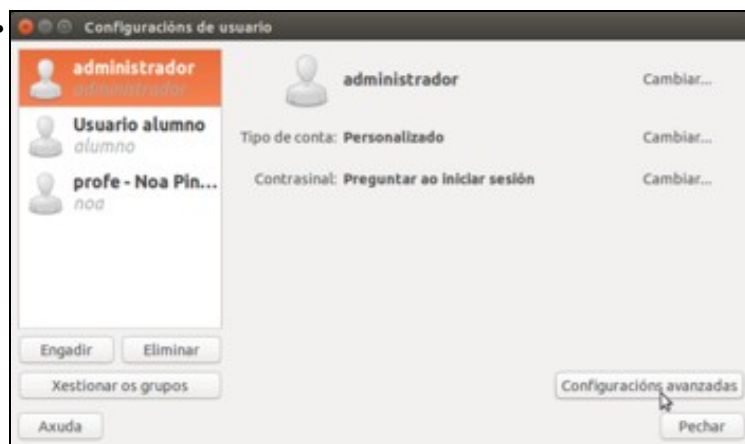 Configuracións de usuario
administrador
administrador
Usuario alumno
alumno
profe - Noa Pin...
noa
Engadir
Eliminar
Xestionar os grupos
Axuda
administrador
Cambiar...
Tipo de conta: Personalizado
Cambiar...
Contrasinal: Preguntar ao iniciar sesión
Cambiar...
Configuracións avanzadas
Pechar